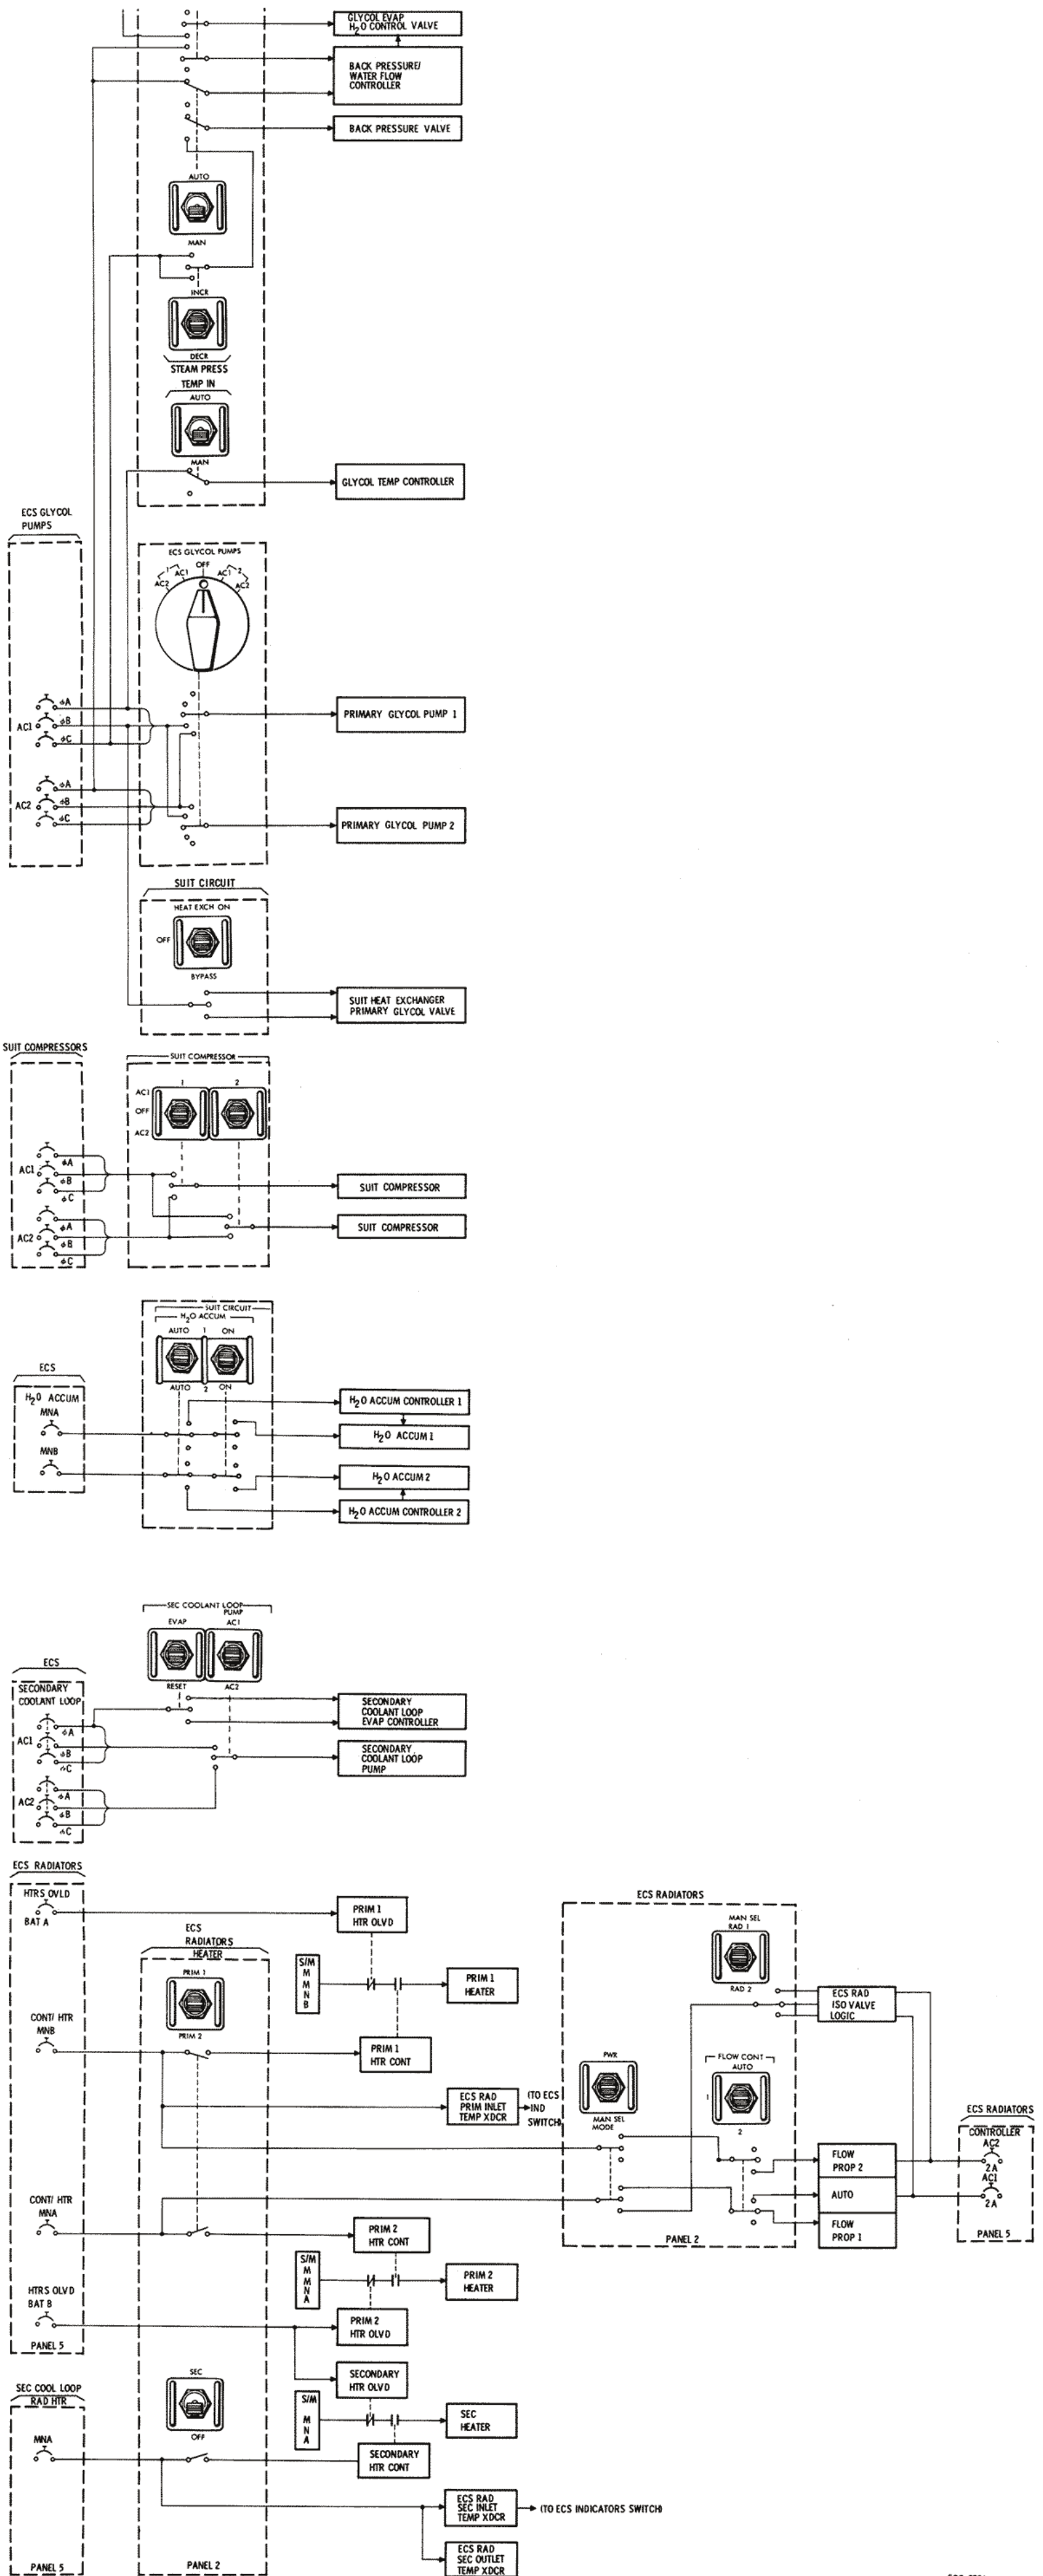 GLYCOL EVAP
H2O CONTROL VALVE
BACK PRESSURE/
WATER FLOW
CONTROLLER
BACK PRESSURE VALVE
AUTO
MAN
INCR
DECR
STEAM PRESS
TEMP IN
AUTO
MAN
GLYCOL TEMP CONTROLLER
ECS GLYCOL
PUMPS
ECS GLYCOL PUMPS
OFF
1
AC1
AC2
AC1
2
AC2
AC1
φA
φB
φC
PRIMARY GLYCOL PUMP 1
AC2
φA
φB
φC
PRIMARY GLYCOL PUMP 2
SUIT CIRCUIT
HEAT EXCH ON
OFF
BYPASS
SUIT HEAT EXCHANGER
PRIMARY GLYCOL VALVE
SUIT COMPRESSORS
SUIT COMPRESSOR
1
2
AC1
OFF
AC2
AC1
φA
φB
φC
SUIT COMPRESSOR
AC2
φA
φB
φC
SUIT COMPRESSOR
SUIT CIRCUIT
H2O ACCUM
AUTO 1 ON
AUTO 2 ON
ECS
H2O ACCUM
MNA
MNB
H2O ACCUM CONTROLLER 1
H2O ACCUM 1
H2O ACCUM 2
H2O ACCUM CONTROLLER 2
SEC COOLANT LOOP
PUMP
EVAP
AC1
RESET
AC2
ECS
SECONDARY
COOLANT LOOP
AC1
φA
φB
φC
AC2
φA
φB
φC
SECONDARY
COOLANT LOOP
EVAP CONTROLLER
SECONDARY
COOLANT LOOP
PUMP
ECS RADIATORS
HTRS OVLD
BAT A
PRIM 1
HTR OLVD
ECS
RADIATORS
HEATER
PRIM 1
PRIM 2
S/M
M
M
N
B
PRIM 1
HEATER
CONT/ HTR
MNB
PRIM 1
HTR CONT
ECS RAD
PRIM INLET
TEMP XDCR
(TO ECS
IND
SWITCH)
ECS RADIATORS
MAN SEL
RAD 1
RAD 2
ECS RAD
ISO VALVE
LOGIC
PWR
MAN SEL
MODE
FLOW CONT
AUTO
1
2
FLOW
PROP 2
AUTO
FLOW
PROP 1
PANEL 2
ECS RADIATORS
CONTROLLER
AC2
2A
AC1
2A
PANEL 5
CONT/ HTR
MNA
PRIM 2
HTR CONT
S/M
M
M
N
A
PRIM 2
HEATER
HTRS OLVD
BAT B
PRIM 2
HTR OLVD
PANEL 5
SEC COOL LOOP
RAD HTR
MNA
SEC
OFF
SECONDARY
HTR OLVD
S/M
M
N
A
SEC
HEATER
SECONDARY
HTR CONT
ECS RAD
SEC INLET
TEMP XDCR
(TO ECS INDICATORS SWITCH)
ECS RAD
SEC OUTLET
TEMP XDCR
PANEL 5
PANEL 2